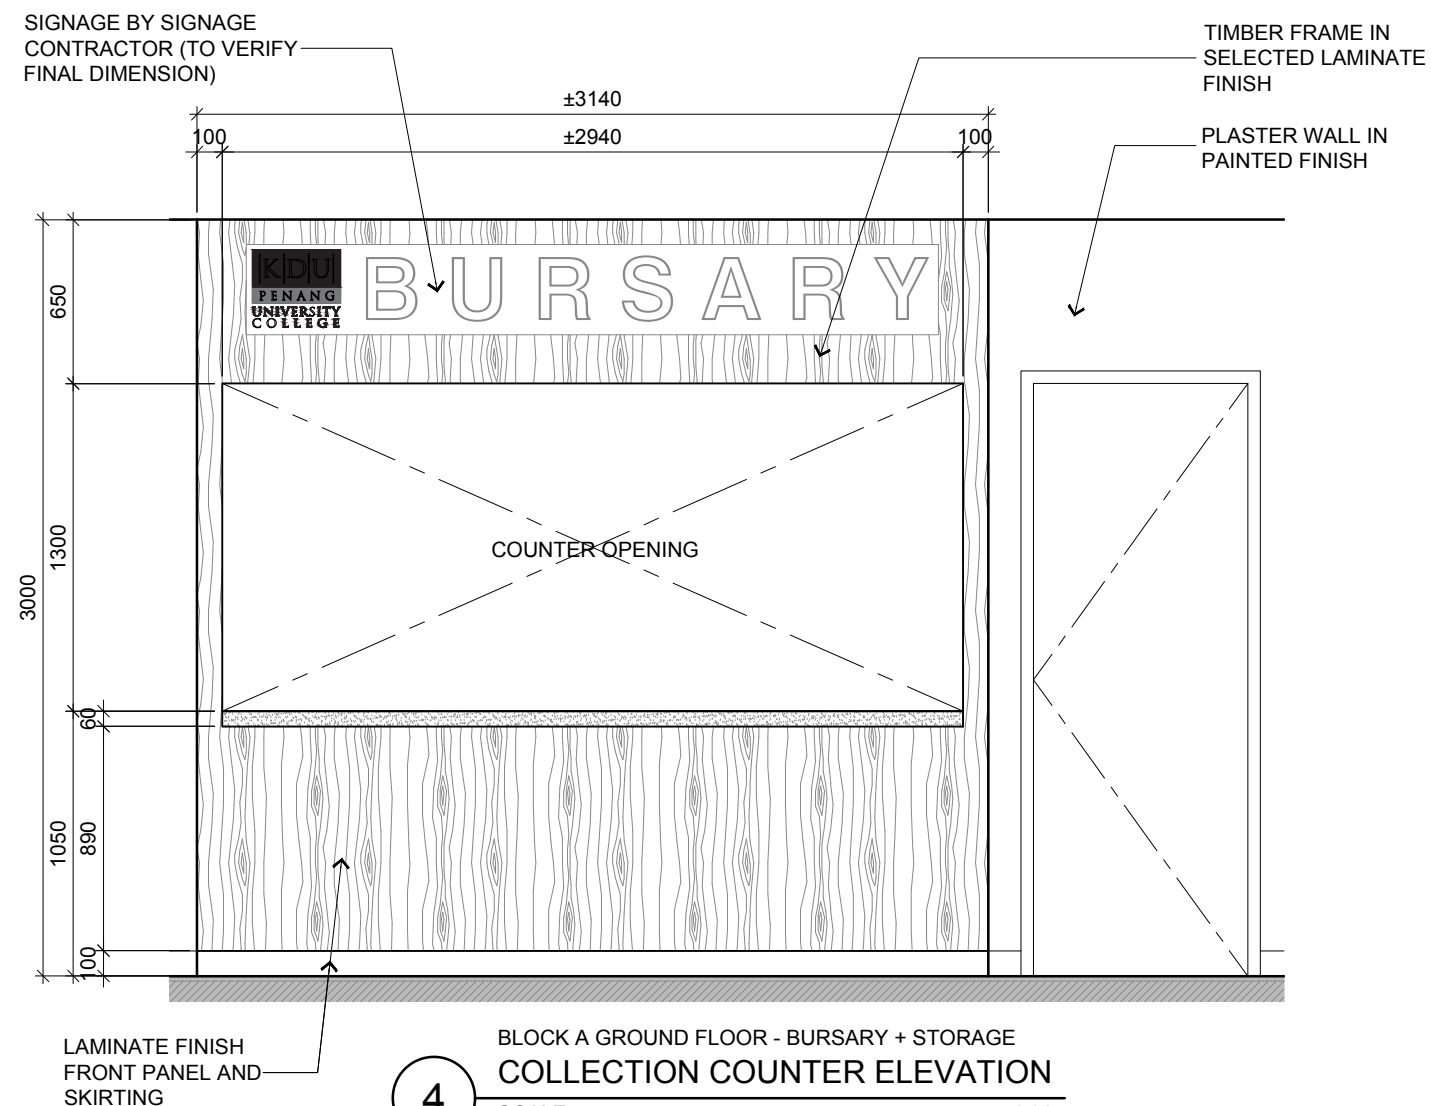 SIGNAGE BY SIGNAGE
CONTRACTOR (TO VERIFY
FINAL DIMENSION)
TIMBER FRAME IN
SELECTED LAMINATE
FINISH
PLASTER WALL IN
PAINTED FINISH
±3140
100
±2940
100
KDU
PENANG
UNIVERSITY
COLLEGE
BURSARY
650
1300
3000
COUNTER OPENING
60
1050
890
100
LAMINATE FINISH
FRONT PANEL AND
SKIRTING
4
BLOCK A GROUND FLOOR - BURSARY + STORAGE
COLLECTION COUNTER ELEVATION